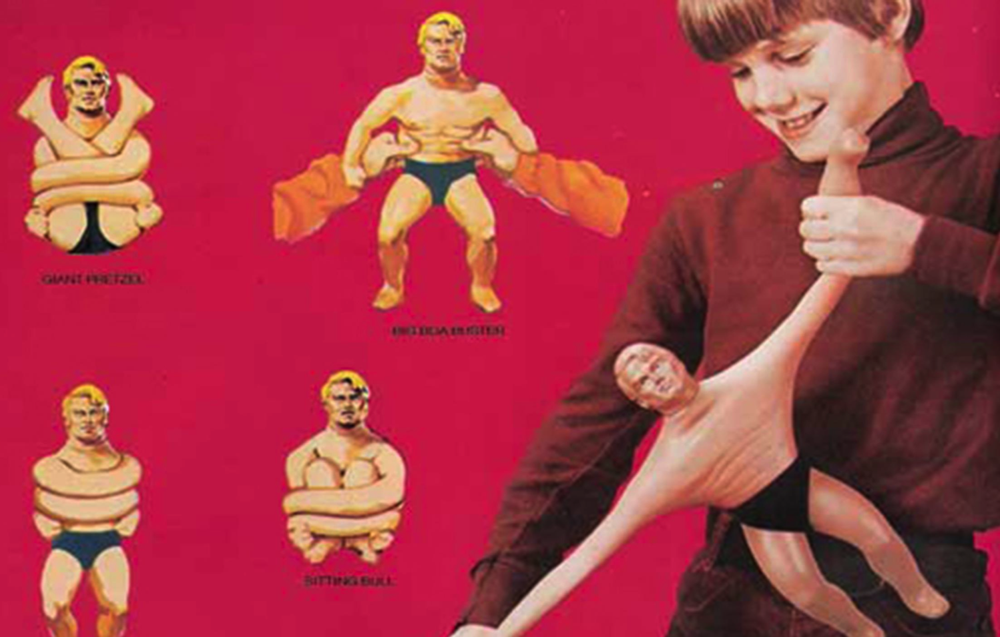 GIANT PRETZEL
BIG BOA BUSTER
SITTING BULL